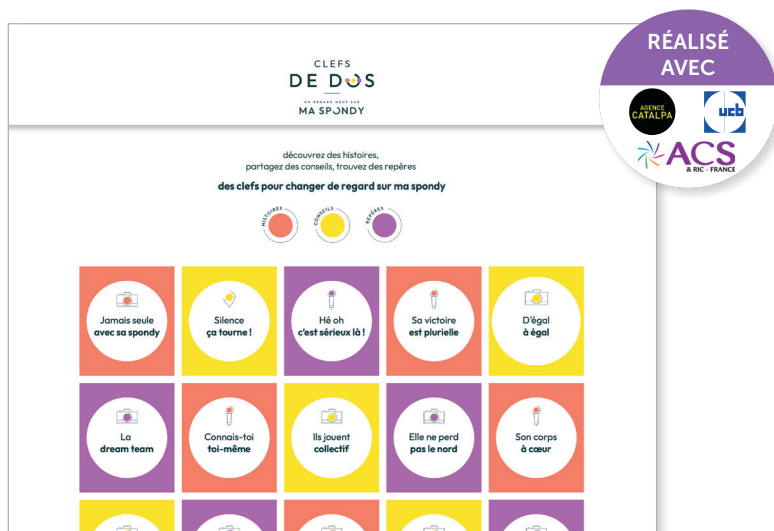 RÉALISÉ
AVEC
AGENCE
CATALPA
ucb
ACS
& RIC - FRANCE
CLEFS
DE DOS
UN REGARD NEUF SUR
MA SPONDY
découvrez des histoires,
partagez des conseils, trouvez des repères
des clefs pour changer de regard sur ma spondy
HISTOIRES
CONSEILS
REPÈRES
Jamais seule
avec sa spondy
Silence
ça tourne !
Hé oh
c'est sérieux là !
Sa victoire
est plurielle
D'égal
à égal
La
dream team
Connais-toi
toi-même
Ils jouent
collectif
Elle ne perd
pas le nord
Son corps
à cœur